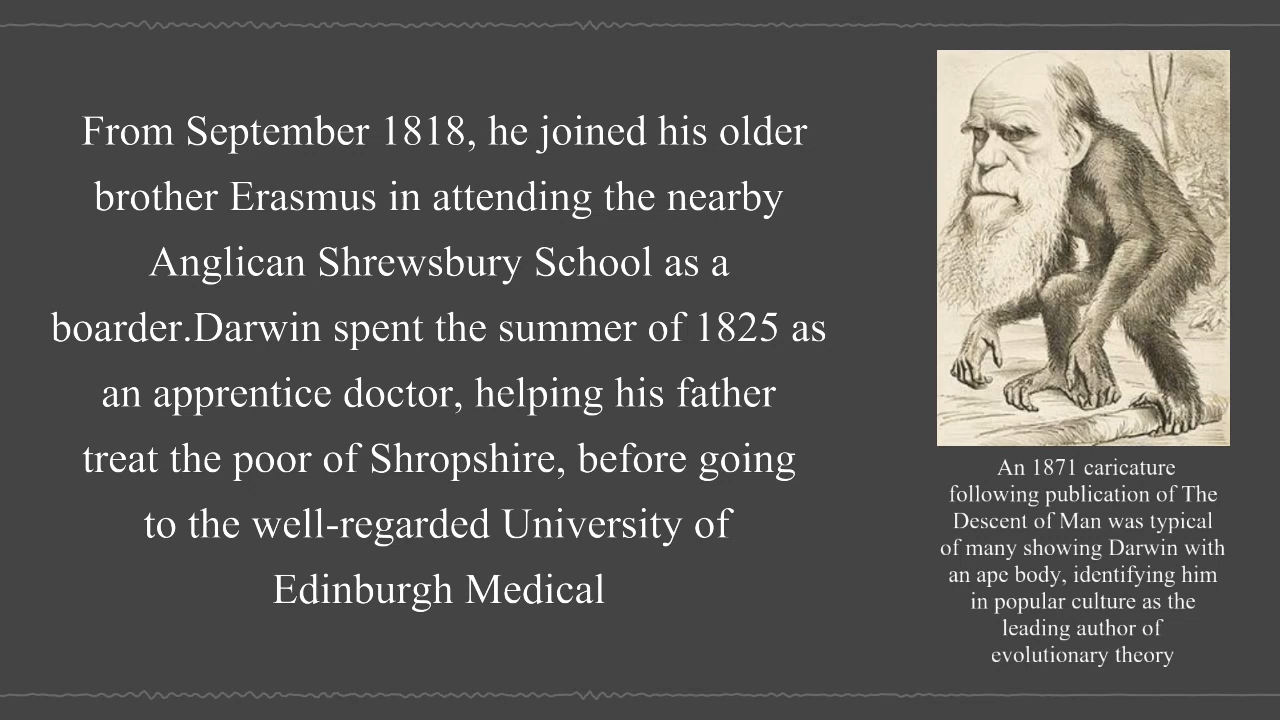 From September 1818, he joined his older
brother Erasmus in attending the nearby
Anglican Shrewsbury School as a
boarder.Darwin spent the summer of 1825 as
an apprentice doctor, helping his father
treat the poor of Shropshire, before going
to the well-regarded University of
Edinburgh Medical
An 1871 caricature
following publication of The
Descent of Man was typical
of many showing Darwin with
an ape body, identifying him
in popular culture as the
leading author of
evolutionary theory